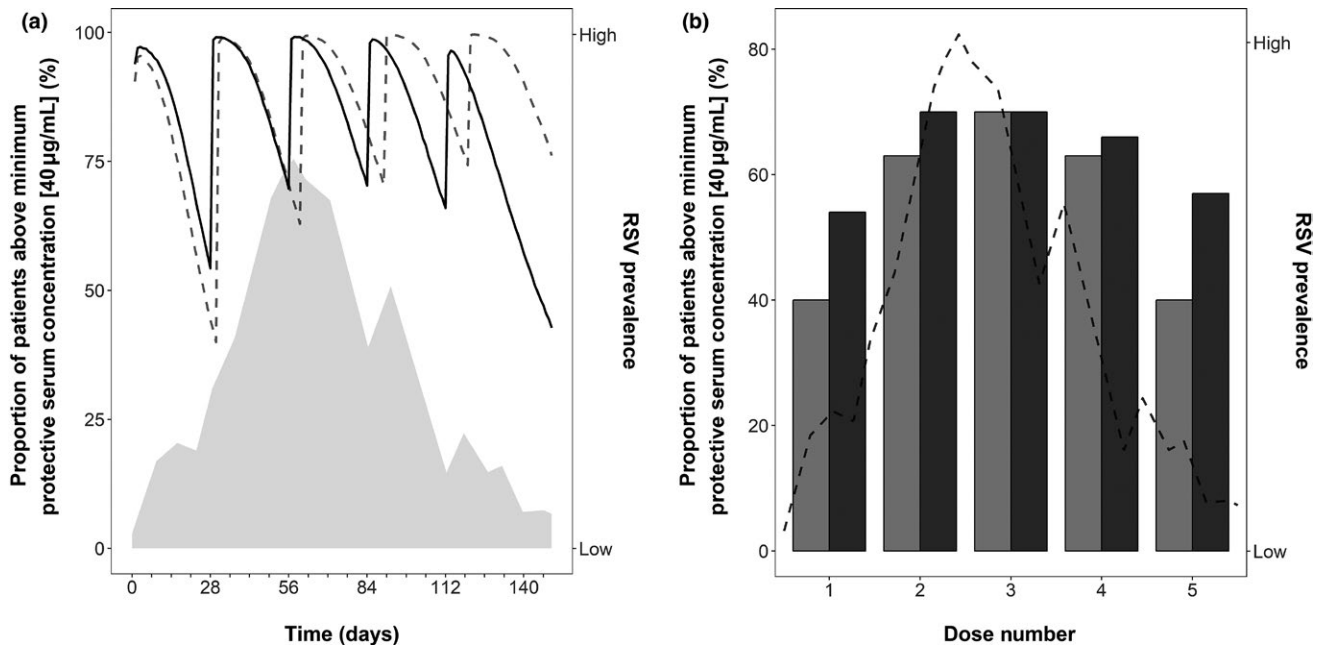 (a)
Proportion of patients above minimum
protective serum concentration [40 µg/mL] (%)
100
75
50
25
0
High
Low
RSV prevalence
0 28 56 84 112 140
Time (days)
(b)
Proportion of patients above minimum
protective serum concentration [40 µg/mL] (%)
80
60
40
20
0
High
Low
RSV prevalence
1 2 3 4 5
Dose number